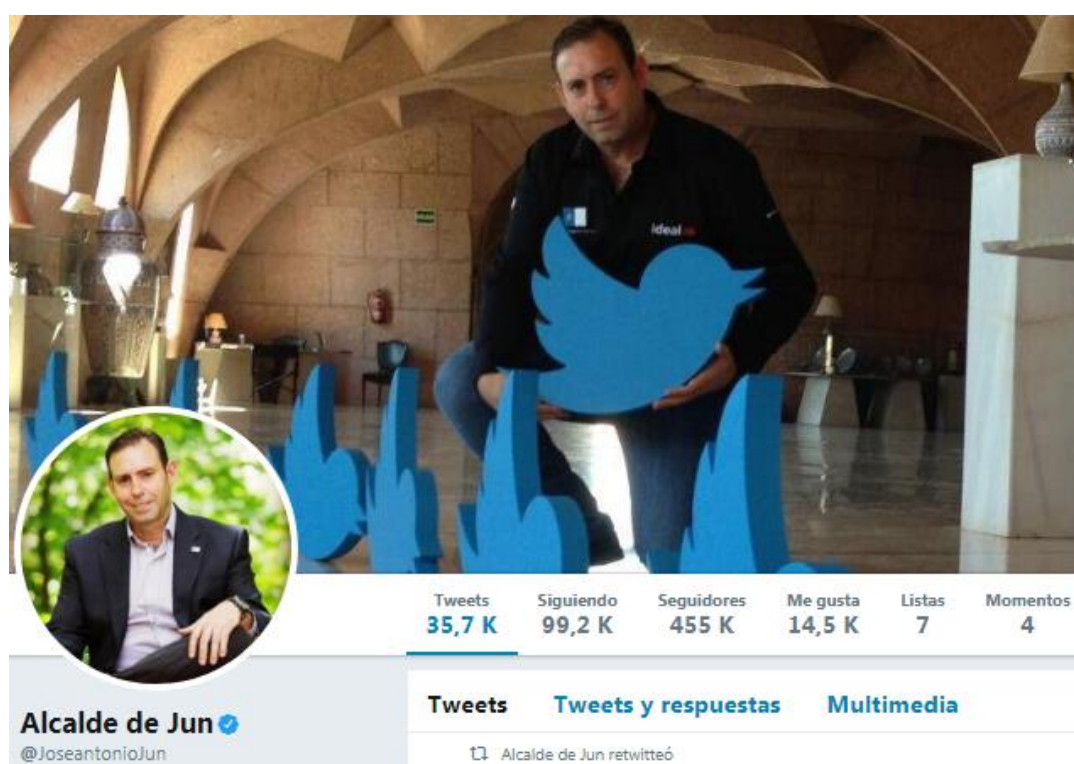 ideal
Tweets Siguiendo Seguidores Me gusta Listas Momentos
35,7 K 99,2 K 455 K 14,5 K 7 4
Tweets Tweets y respuestas Multimedia
Alcalde de Jun
@JoseantonioJun
Alcalde de Jun retwitteó